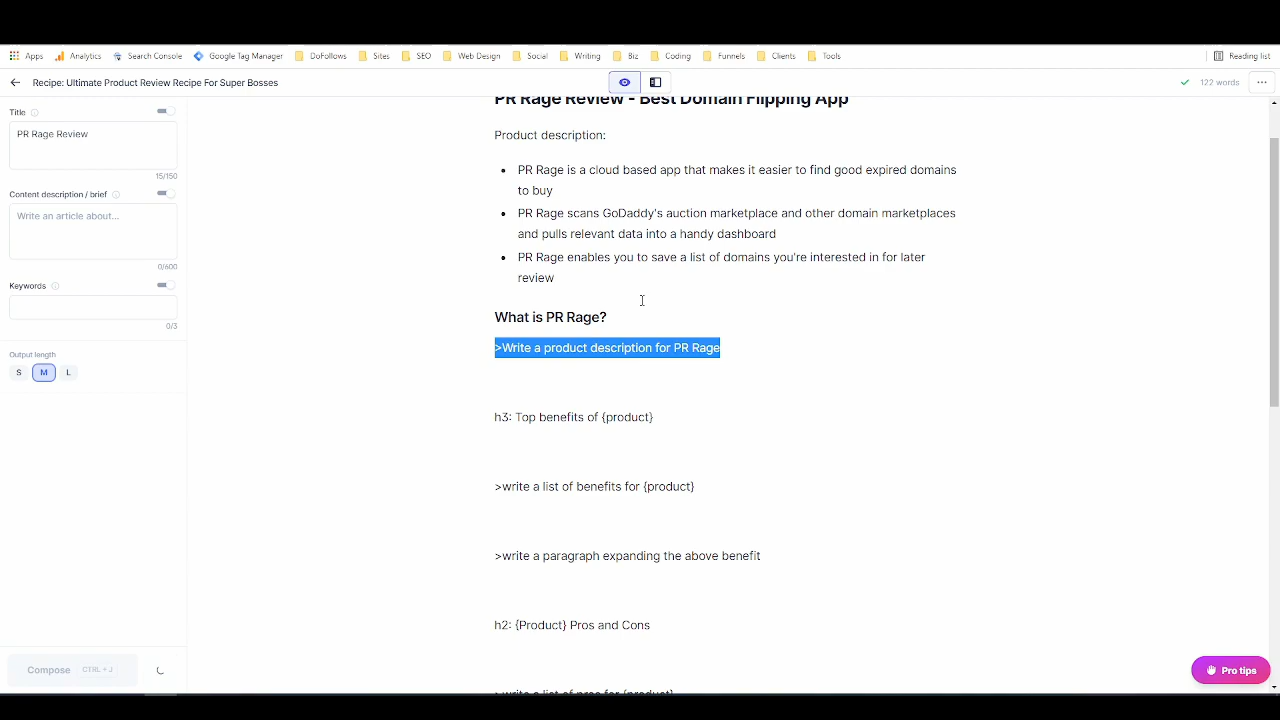 Apps Analytics Search Console Google Tag Manager DoFollows Sites SEO Web Design Social Writing Biz Coding Funnels Clients Tools Reading list
Recipe: Ultimate Product Review Recipe For Super Bosses 122 words
Title
PR Rage Review
15/150
Content description / brief
Write an article about...
0/600
Keywords
0/3
Output length
S M L
Compose CTRL + J
PR Rage Review - Best Domain Flipping App
Product description:
• PR Rage is a cloud based app that makes it easier to find good expired domains
to buy
• PR Rage scans GoDaddy's auction marketplace and other domain marketplaces
and pulls relevant data into a handy dashboard
• PR Rage enables you to save a list of domains you're interested in for later
review
What is PR Rage?
>Write a product description for PR Rage
h3: Top benefits of {product}
>write a list of benefits for {product}
>write a paragraph expanding the above benefit
h2: {Product} Pros and Cons
>write a list of pros for {product}
Pro tips